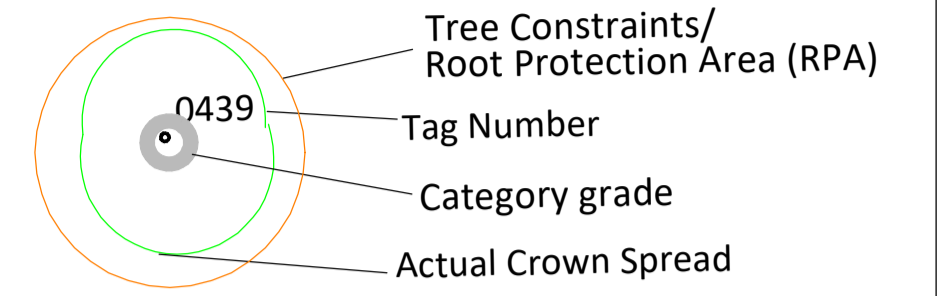 Tree Constraints/
Root Protection Area (RPA)
0439
Tag Number
Category grade
Actual Crown Spread